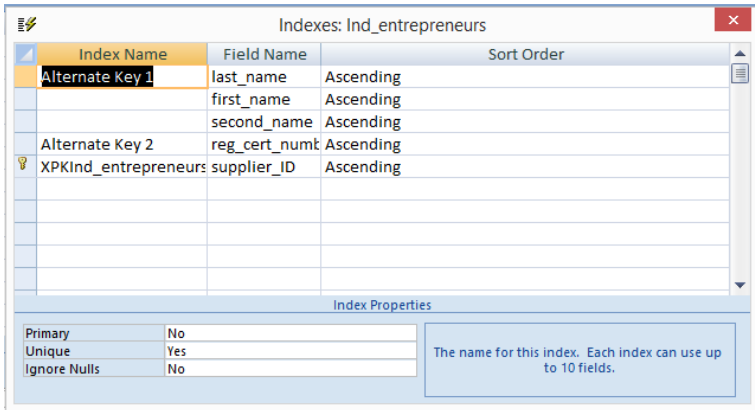 Indexes: Ind_entrepreneurs
Index Name Field Name Sort Order
Alternate Key 1 last_name Ascending
first_name Ascending
second_name Ascending
Alternate Key 2 reg_cert_numb Ascending
XPKInd_entrepreneurs supplier_ID Ascending
Index Properties
Primary No
Unique Yes
Ignore Nulls No
The name for this index. Each index can use up
to 10 fields.